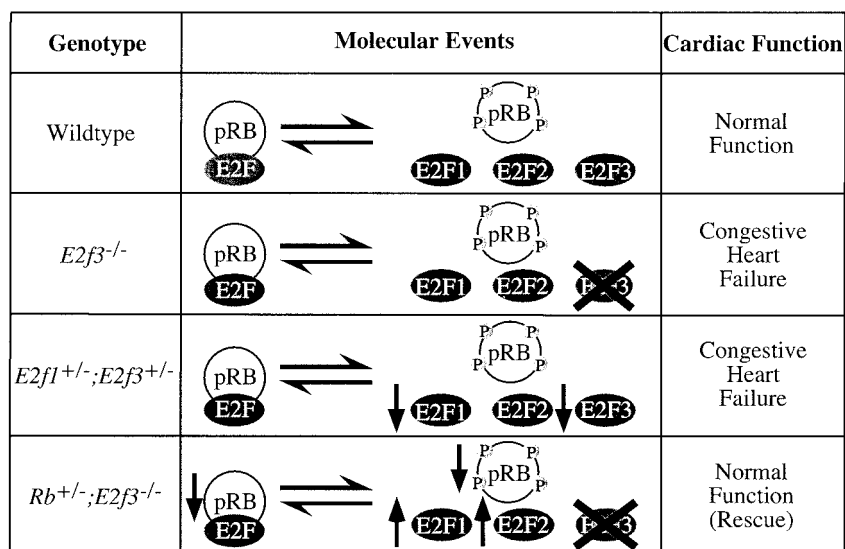 Genotype Molecular Events Cardiac Function
P P
P pRB P
pRB
Wildtype
Normal
Function
E2F E2F1 E2F2 E2F3
P P
P pRB P
pRB
E2f3-/-
Congestive
Heart
Failure
E2F E2F1 E2F2
P P
P pRB P
pRB
E2f1+/-;E2f3+/-
Congestive
Heart
Failure
E2F E2F1 E2F2 E2F3
P P
P pRB P
pRB
Rb+/-;E2f3-/-
Normal
Function
(Rescue)
E2F E2F1 E2F2